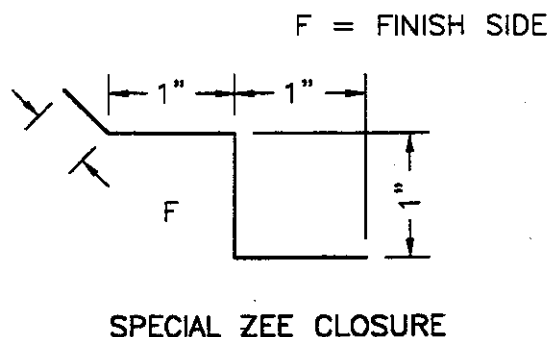 F = FINISH SIDE
1" 1"
1"
F
SPECIAL ZEE CLOSURE